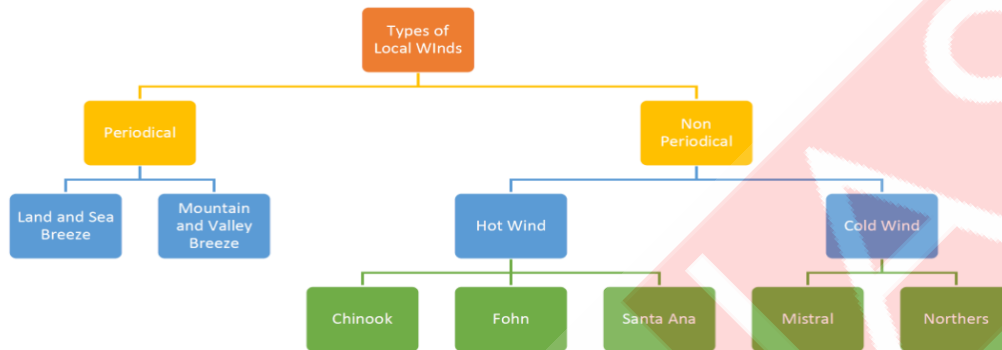 Types of
Local WInds
Periodical
Non
Periodical
Land and Sea
Breeze
Mountain
and Valley
Breeze
Hot Wind
Cold Wind
Chinook
Fohn
Santa Ana
Mistral
Northers